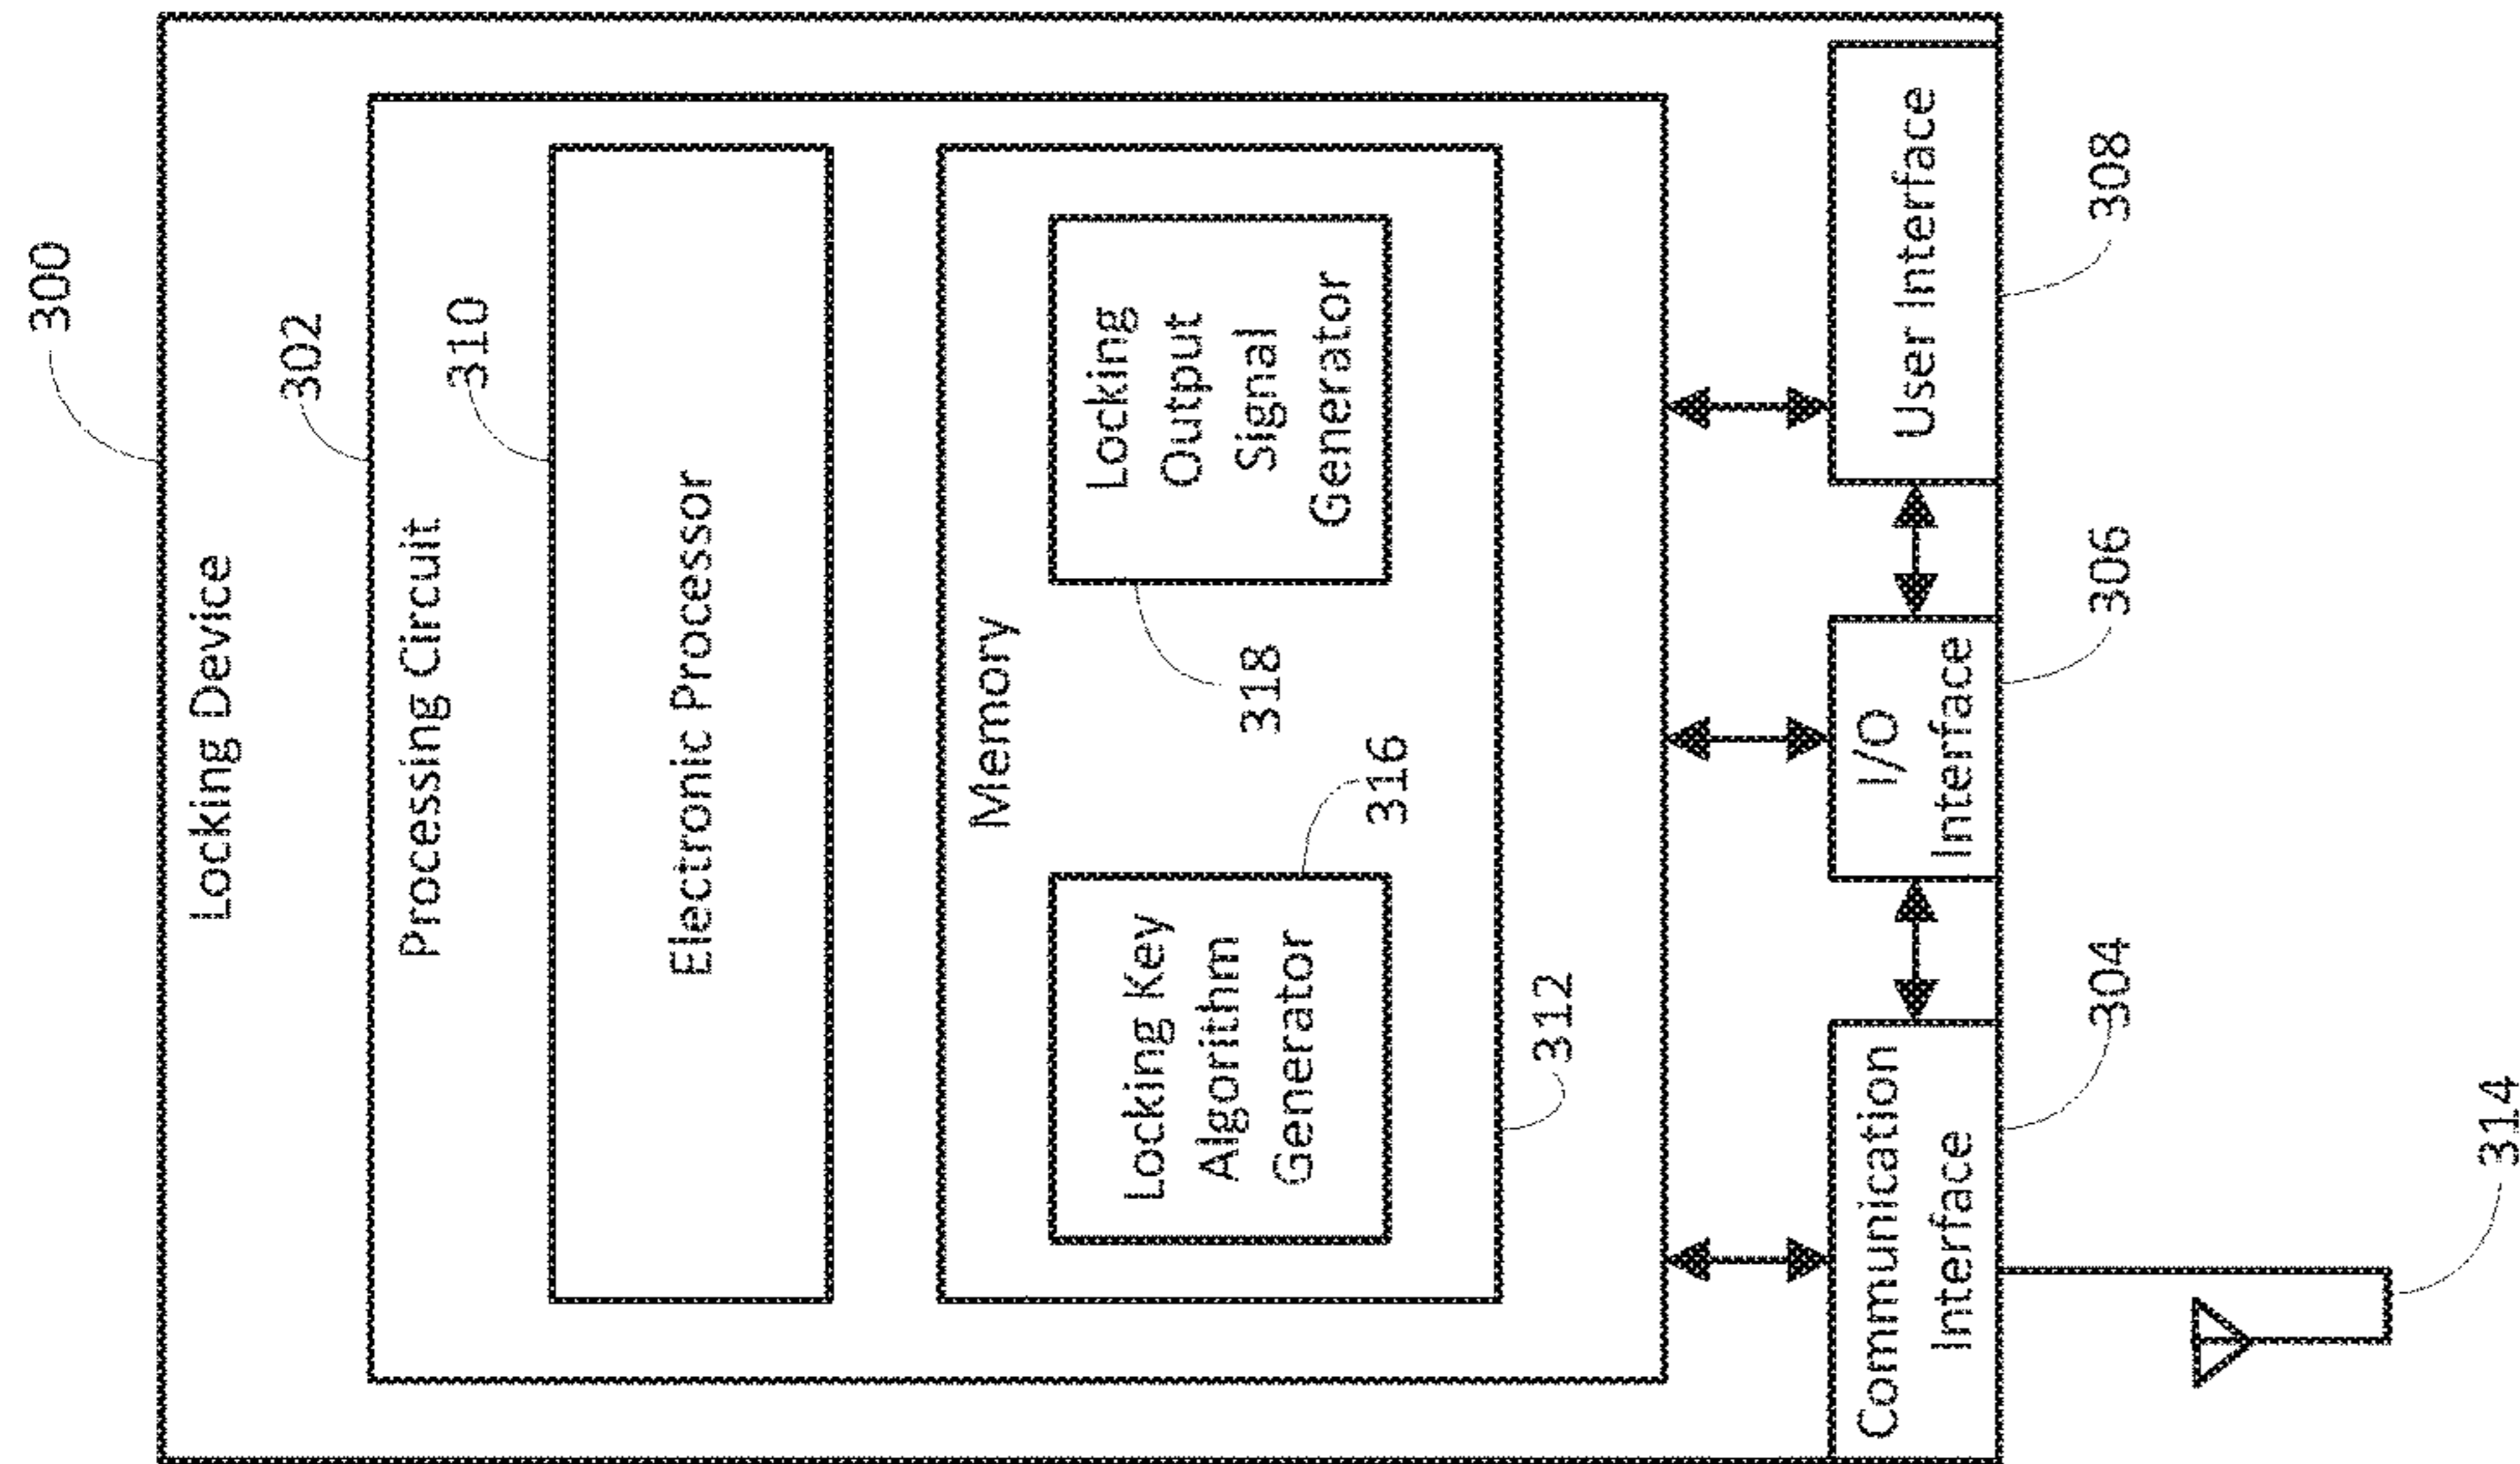 300
Locking Device
302
Processing Circuit
310
Electronic Processor
Memory
Locking Key
Algorithm
Generator
316
318
Locking
Output
Signal
Generator
312
Communication
Interface
I/O
Interface
User Interface
304
306
308
314